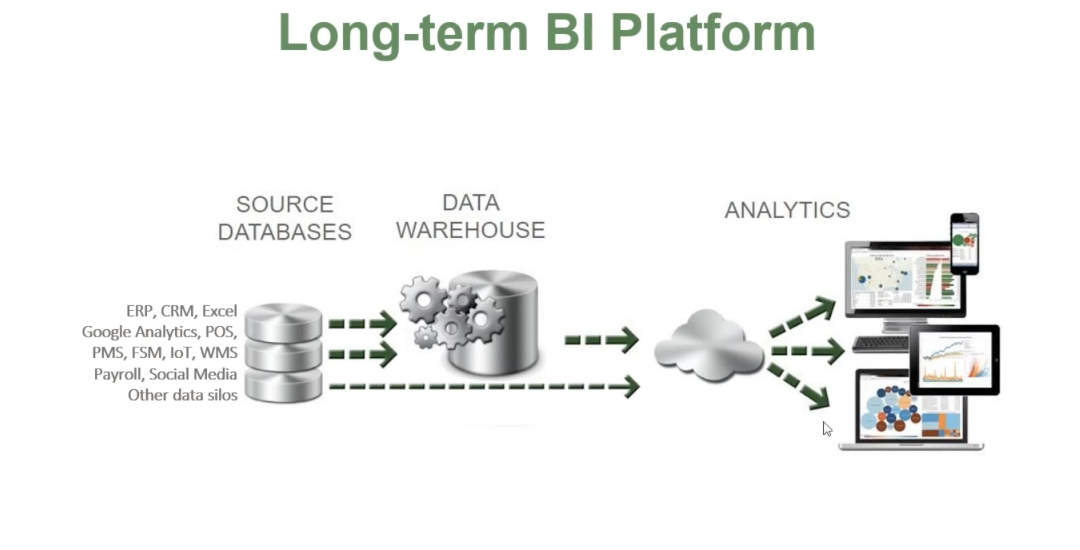 Long-term BI Platform
SOURCE
DATABASES
DATA
WAREHOUSE
ANALYTICS
ERP, CRM, Excel
Google Analytics, POS,
PMS, FSM, IoT, WMS
Payroll, Social Media
Other data silos